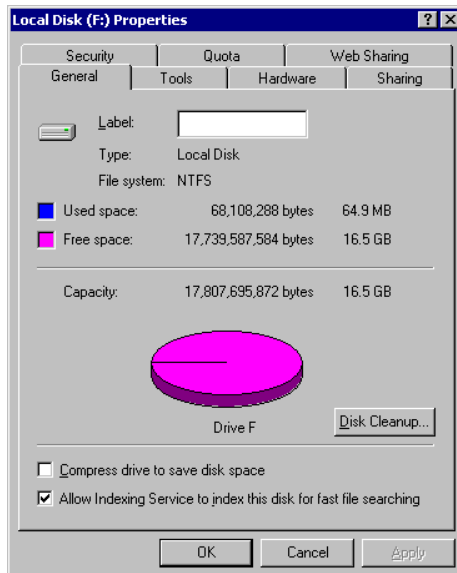 Local Disk (F:) Properties
Security Quota Web Sharing
General Tools Hardware Sharing
Label:
Type: Local Disk
File system: NTFS
Used space: 68,108,288 bytes 64.9 MB
Free space: 17,739,587,584 bytes 16.5 GB
Capacity: 17,807,695,872 bytes 16.5 GB
Drive F
Disk Cleanup...
Compress drive to save disk space
Allow Indexing Service to index this disk for fast file searching
OK Cancel Apply